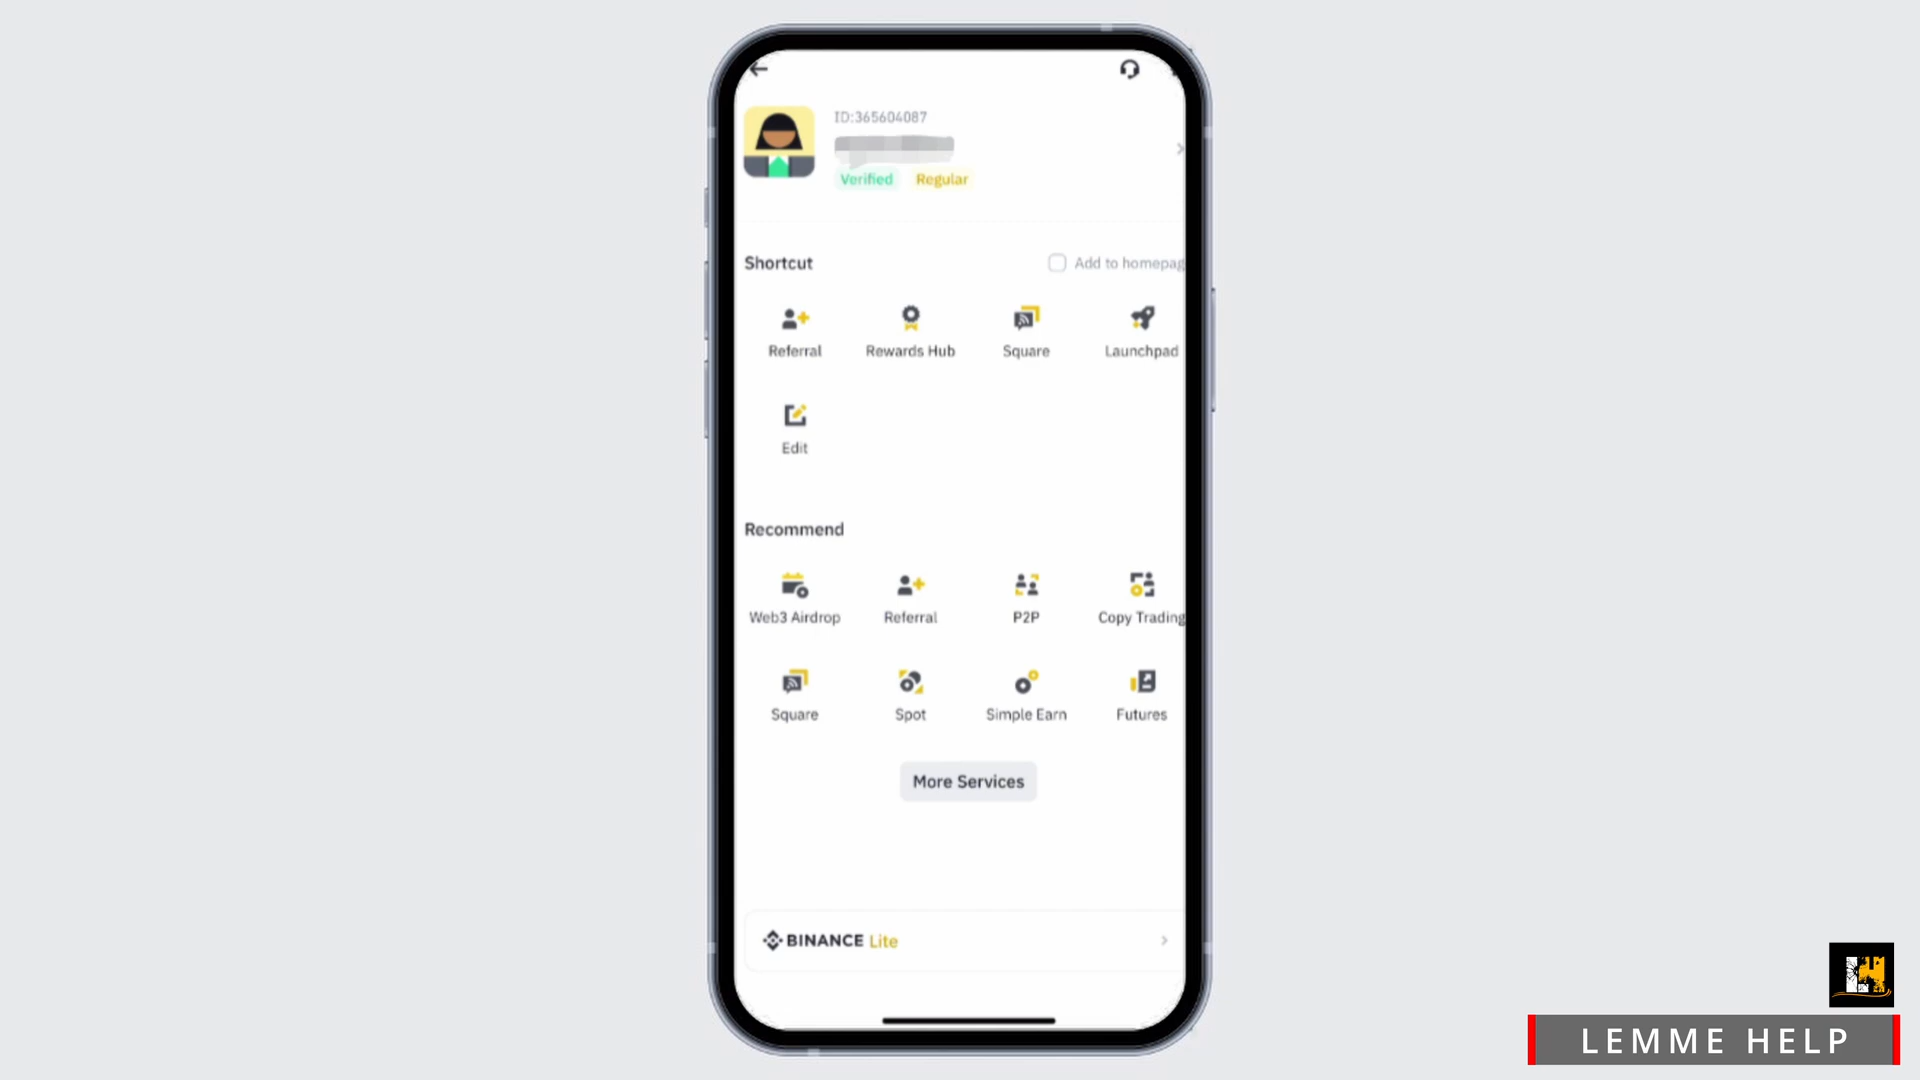 ID:365604087
Verified Regular
Shortcut
Add to homepag
Referral Rewards Hub Square Launchpad
Edit
Recommend
Web3 Airdrop Referral P2P Copy Trading
Square Spot Simple Earn Futures
More Services
BINANCE Lite
LEMME HELP